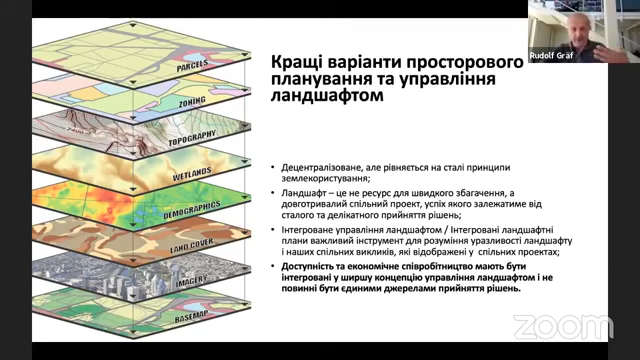 Rudolf Gräf
Кращі варіанти просторового
планування та управління
ландшафтом
PARCELS
ZONING
TOPOGRAPHY
WETLANDS
DEMOGRAPHICS
LAND COVER
IMAGERY
BASEMAP
• Децентралізоване, але рівняється на сталі принципи
землекористування;
• Ландшафт – це не ресурс для швидкого збагачення, а
довготривалий спільний проект, успіх якого залежатиме від
сталого та делікатного прийняття рішень;
• Інтегроване управління ландшафтом / Інтегровані ландшафтні
плани важливий інструмент для розуміння уразливості ландшафту
і наших спільних викликів, які відображені у спільних проектах;
• Доступність та економічне співробітництво мають бути
інтегровані у ширшу концепцію управління ландшафтом і не
повинні бути єдиними джерелами прийняття рішень.
zoom